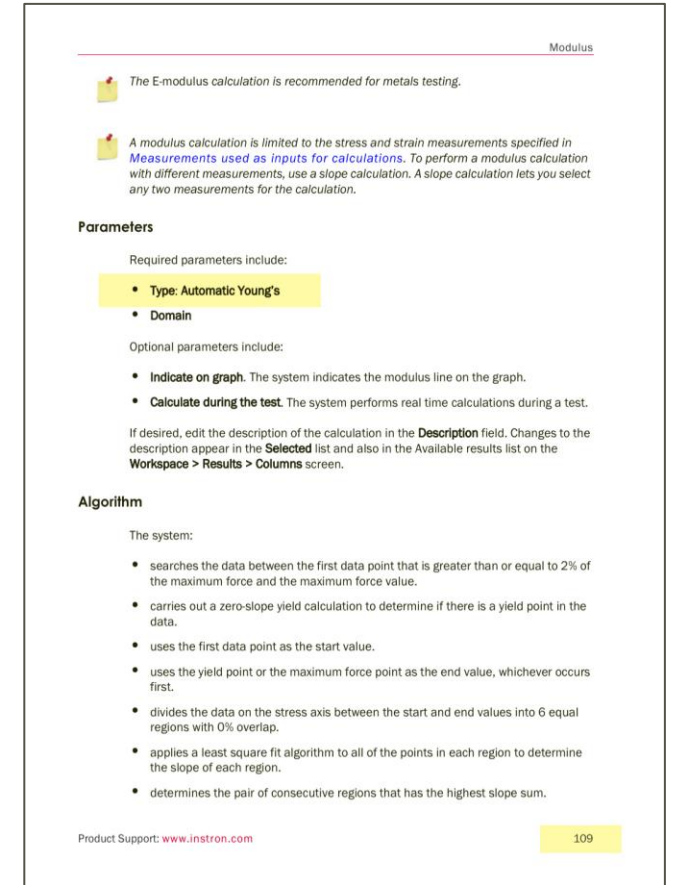 Modulus
The E-modulus calculation is recommended for metals testing.
A modulus calculation is limited to the stress and strain measurements specified in
Measurements used as inputs for calculations. To perform a modulus calculation
with different measurements, use a slope calculation. A slope calculation lets you select
any two measurements for the calculation.
Parameters
Required parameters include:
• Type: Automatic Young's
• Domain
Optional parameters include:
• Indicate on graph. The system indicates the modulus line on the graph.
• Calculate during the test. The system performs real time calculations during a test.
If desired, edit the description of the calculation in the Description field. Changes to the
description appear in the Selected list and also in the Available results list on the
Workspace > Results > Columns screen.
Algorithm
The system:
• searches the data between the first data point that is greater than or equal to 2% of
the maximum force and the maximum force value.
• carries out a zero-slope yield calculation to determine if there is a yield point in the
data.
• uses the first data point as the start value.
• uses the yield point or the maximum force point as the end value, whichever occurs
first.
• divides the data on the stress axis between the start and end values into 6 equal
regions with 0% overlap.
• applies a least square fit algorithm to all of the points in each region to determine
the slope of each region.
• determines the pair of consecutive regions that has the highest slope sum.
Product Support: www.instron.com
109